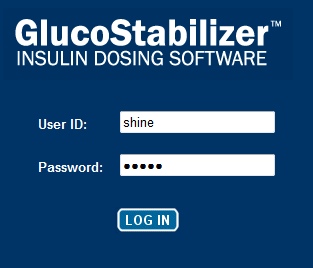 GlucoStabilizer™
INSULIN DOSING SOFTWARE
User ID: shine
Password: •••••
LOG IN